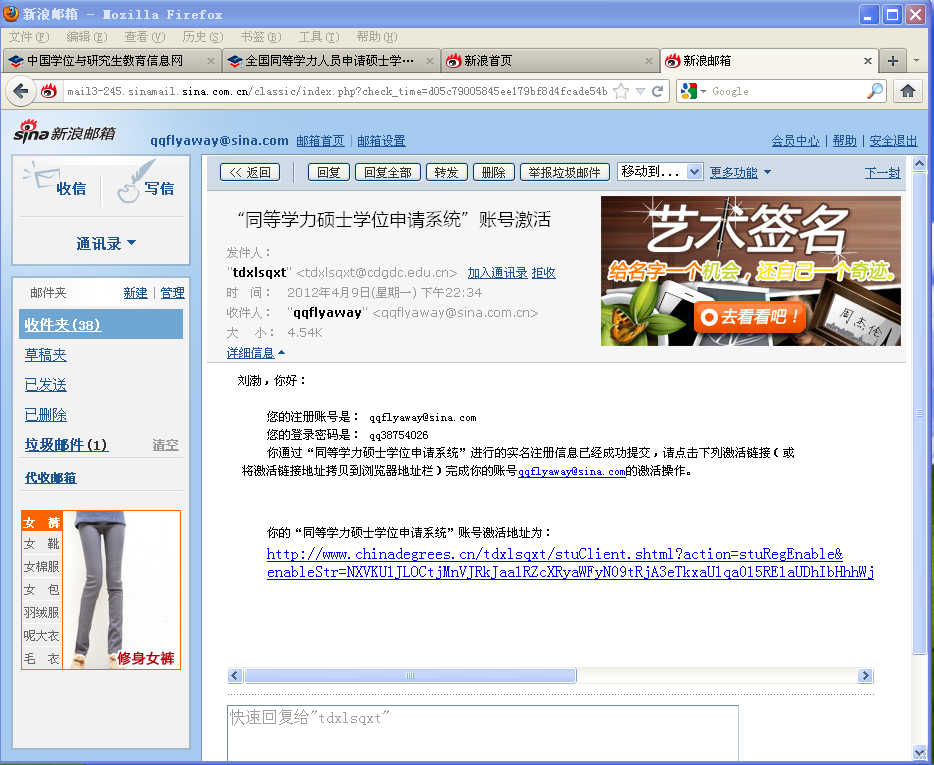 新浪邮箱 - Mozilla Firefox
文件(F) 编辑(E) 查看(V) 历史(S) 书签(B) 工具(T) 帮助(H)
中国学位与研究生教育信息网 × 全国同等学力人员申请硕士学··· × 新浪首页 × 新浪邮箱 × +
mail3-245.sinamail.sina.com.cn/classic/index.php?check_time=d05c79005845ee179bf8d4fcade54b Google
sina新浪邮箱 qqflyaway@sina.com 邮箱首页 | 邮箱设置 会员中心 | 帮助 | 安全退出
收信 写信
通讯录
邮件夹 新建 | 管理
收件夹(38)
草稿夹
已发送
已删除
垃圾邮件(1) 清空
代收邮箱
女 裤
女 靴
女棉服
女 包
羽绒服
呢大衣
毛 衣
修身女裤
<< 返回 回复 回复全部 转发 删除 举报垃圾邮件 移动到... 更多功能 下一封
“同等学力硕士学位申请系统”账号激活
发件人：
"tdxlsqxt" <tdxlsqxt@cdgdc.edu.cn> 加入通讯录 拒收
时 间： 2012年4月9日(星期一) 下午22:34
收件人： "qqflyaway" <qqflyaway@sina.com.cn>
大 小： 4.54K
详细信息
艺术签名
给名字一个机会，还自己一个奇迹。
去看看吧！
周杰伦
刘渤，你好：
您的注册账号是： qqflyaway@sina.com
您的登录密码是： qq38754026
你通过“同等学力硕士学位申请系统”进行的实名注册信息已经成功提交，请点击下列激活链接（或
将激活链接地址拷贝到浏览器地址栏）完成你的账号qqflyaway@sina.com的激活操作。
你的“同等学力硕士学位申请系统”账号激活地址为：
http://www.chinadegrees.cn/tdxlsqxt/stuClient.shtml?action=stuRegEnable&
enableStr=NXVKU1JLOCtjMnVJRkJaa1RZcXRyaWFyN09tRjA3eTkxaU1qa015RE1aUDhIbHhhWj
快速回复给"tdxlsqxt"